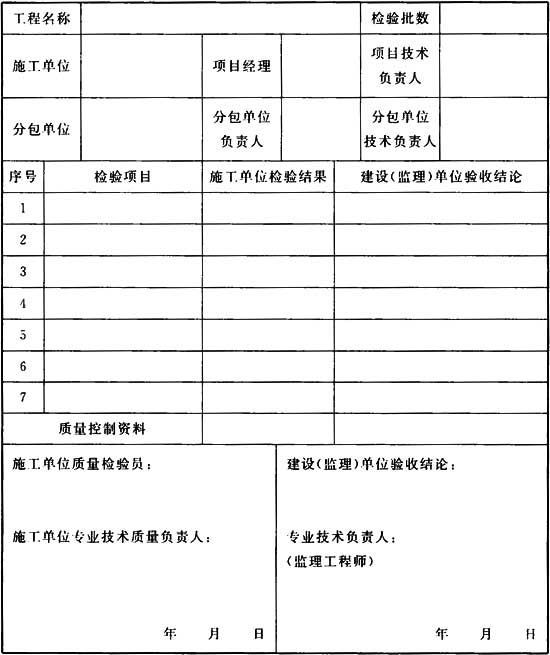 工程名称 检验批数
施工单位 项目经理 项目技术
负责人
分包单位 分包单位
负责人 分包单位
技术负责人
序号 检验项目 施工单位检验结果 建设(监理)单位验收结论
1
2
3
4
5
6
7
质量控制资料
施工单位质量检验员:
施工单位专业技术质量负责人:
年 月 日
建设(监理)单位验收结论:
专业技术负责人:
(监理工程师)
年 月 日